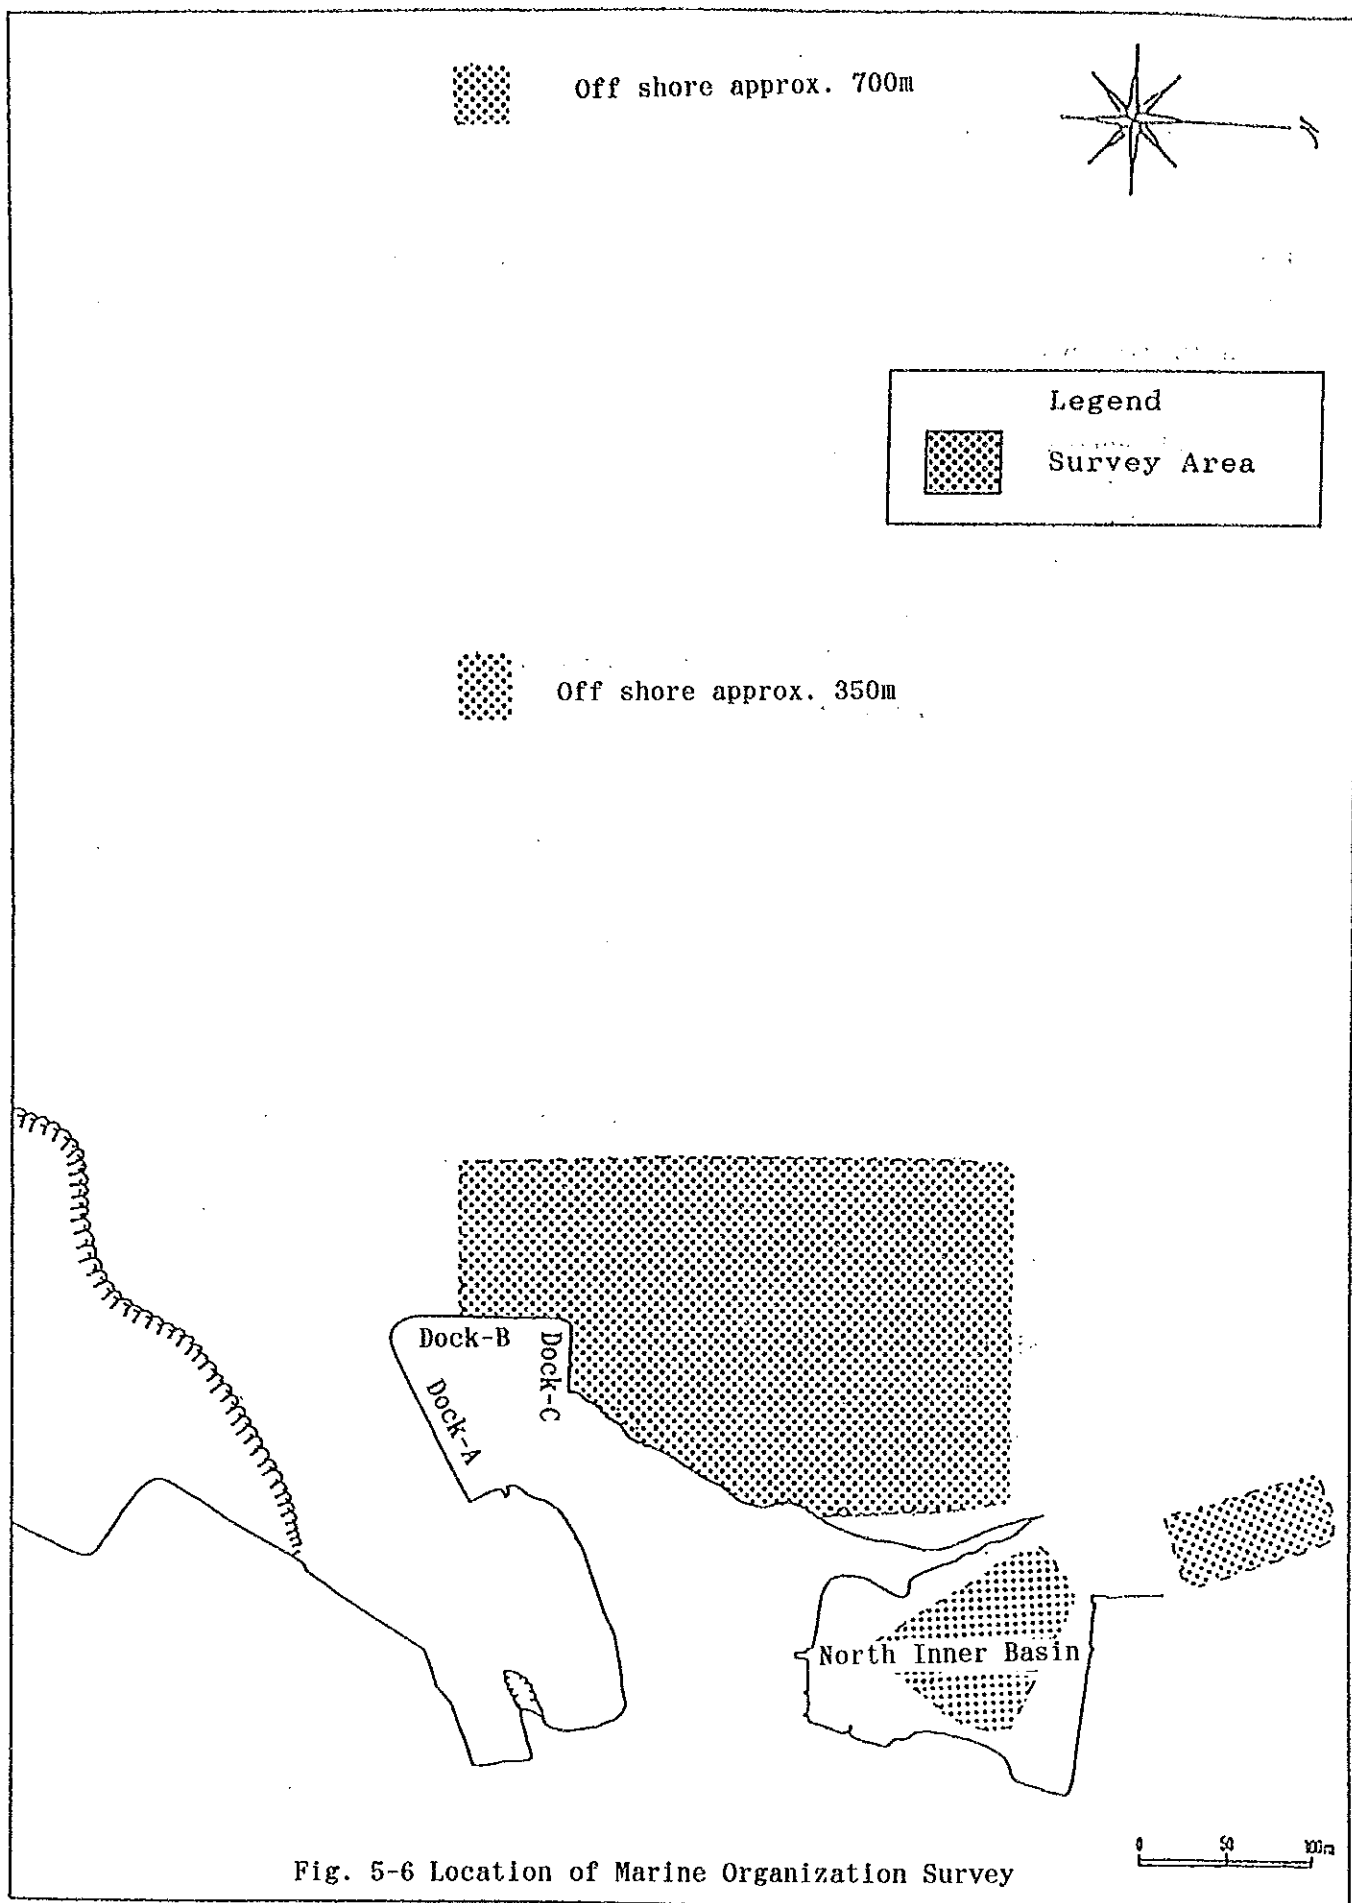 Off shore approx. 700m
N
Legend
Survey Area
Off shore approx. 350m
Dock-B
Dock-C
Dock-A
North Inner Basin
0 50 100m
Fig. 5-6 Location of Marine Organization Survey